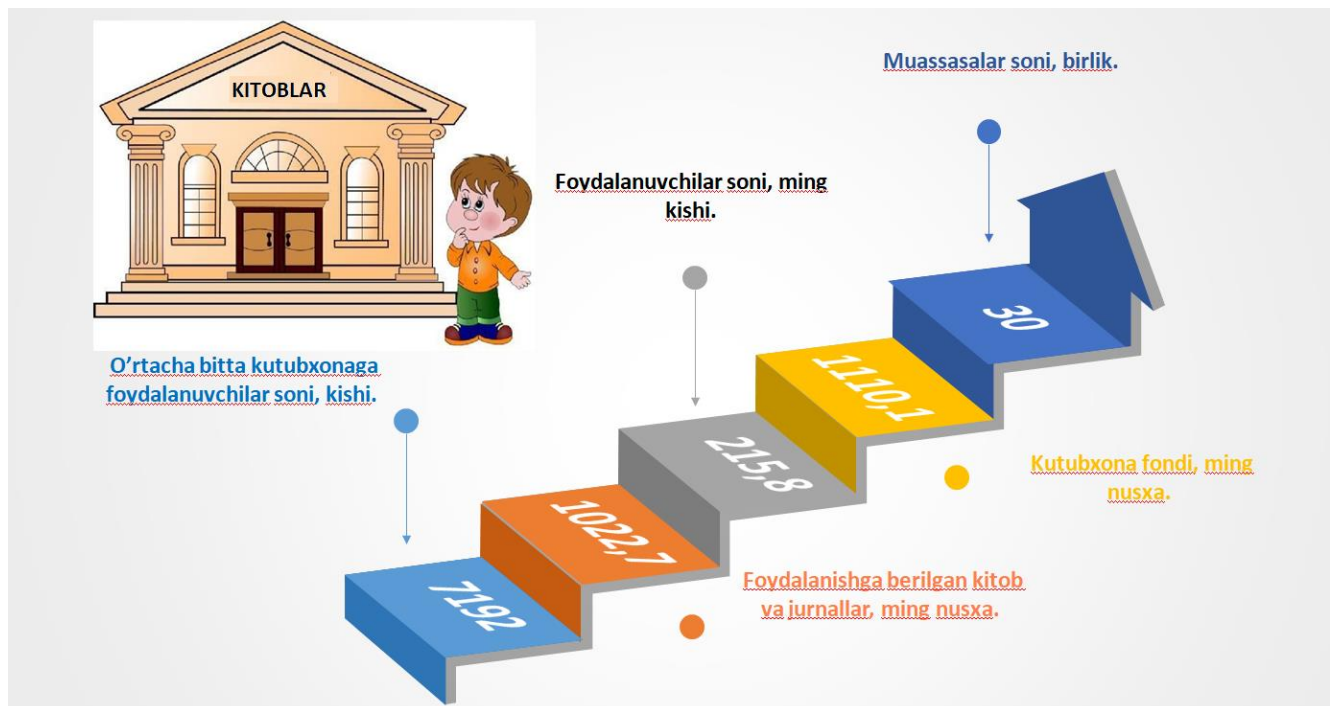 KITOBLAR
Muassasalar soni, birlik.
Foydalanuvchilar soni, ming
kishi.
30
O'rtacha bitta kutubxonaga
foydalanuvchilar soni, kishi.
1110,1
215,8
Kutubxona fondi, ming
nusxa.
1022,7
7192
Foydalanishga berilgan kitob
va jurnallar, ming nusxa.